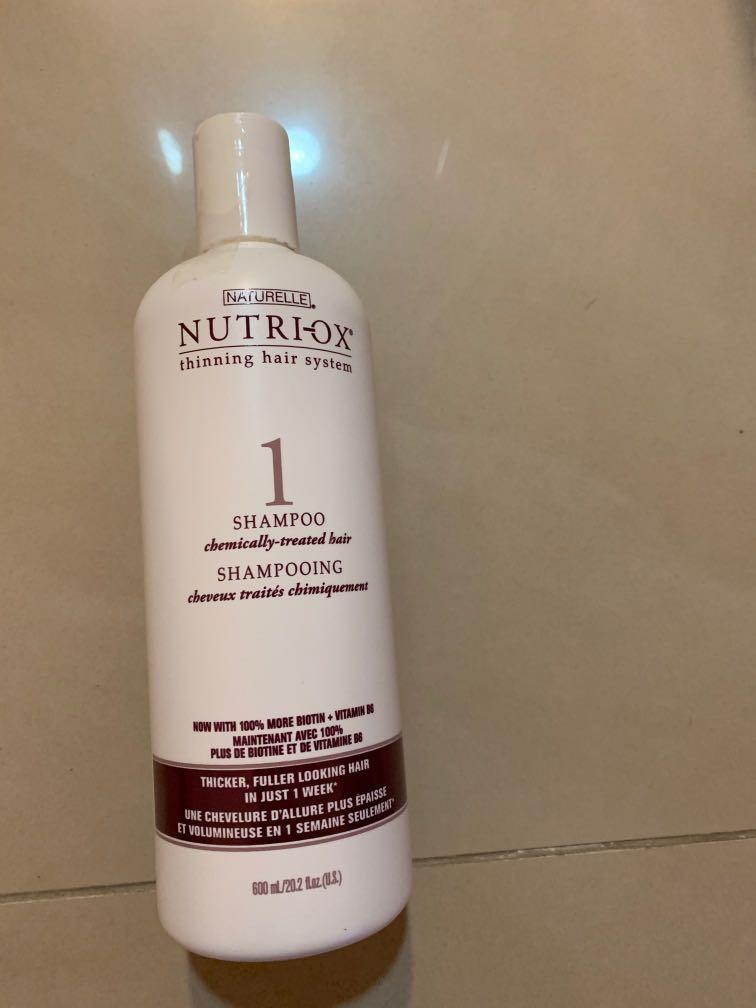 NATURELLE®
NUTRI-OX®
thinning hair system
1
SHAMPOO
chemically-treated hair
SHAMPOOING
cheveux traités chimiquement
NOW WITH 100% MORE BIOTIN + VITAMIN B6
MAINTENANT AVEC 100%
PLUS DE BIOTINE ET DE VITAMINE B6
THICKER, FULLER LOOKING HAIR
IN JUST 1 WEEK*
UNE CHEVELURE D'ALLURE PLUS ÉPAISSE
ET VOLUMINEUSE EN 1 SEMAINE SEULEMENT*
600 mL/20.2 fl.oz.(U.S.)